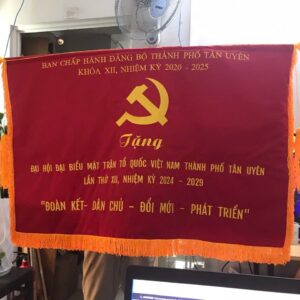 BAN CHẤP HÀNH ĐẢNG BỘ THÀNH PHỐ TÂN UYÊN
KHÓA XII, NHIỆM KỲ 2020 - 2025
Tặng
ĐẠI HỘI ĐẠI BIỂU MẶT TRẬN TỔ QUỐC VIỆT NAM THÀNH PHỐ TÂN UYÊN
LẦN THỨ XII, NHIỆM KỲ 2024 - 2029
"ĐOÀN KẾT- DÂN CHỦ - ĐỔI MỚI - PHÁT TRIỂN"